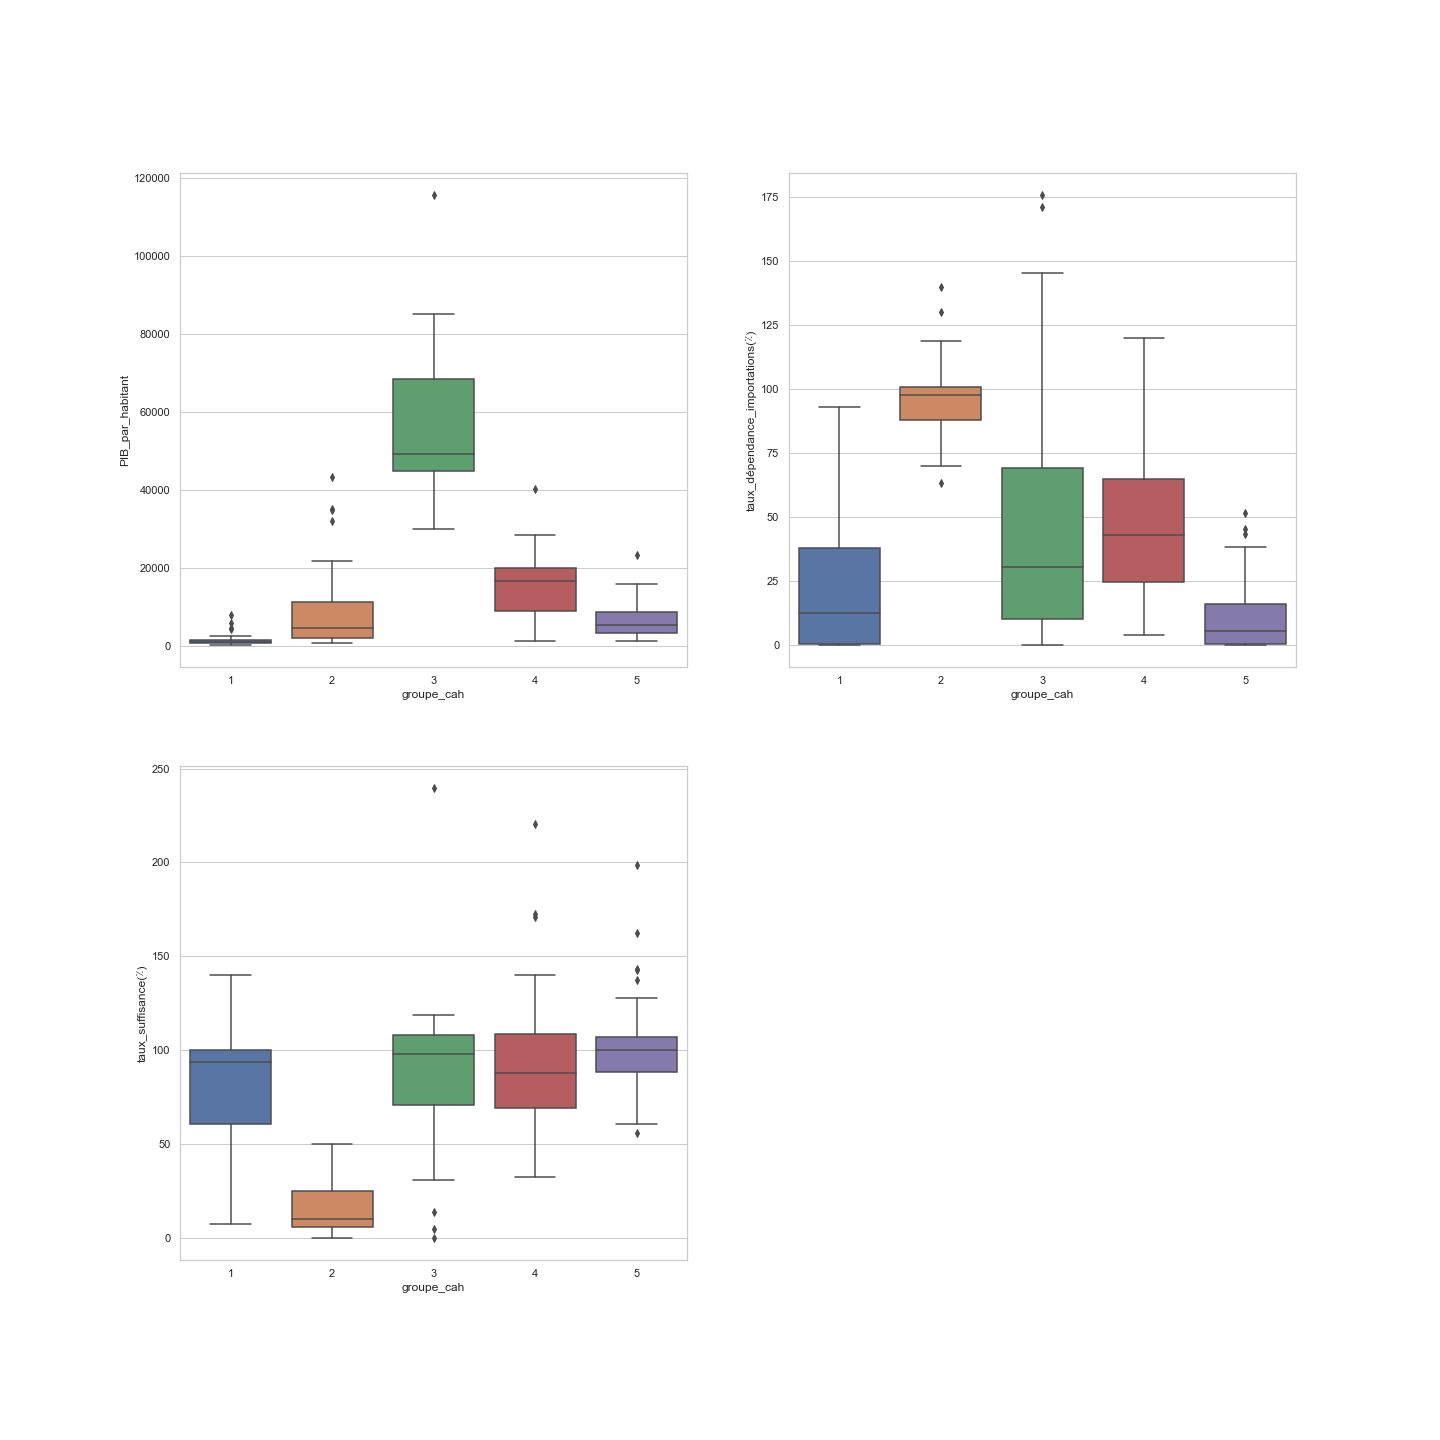 120000
100000
80000
60000
40000
20000
0
PIB_par_habitant
1 2 3 4 5
groupe_cah
175
150
125
100
75
50
25
0
taux_dépendance_importations(٪)
1 2 3 4 5
groupe_cah
250
200
150
100
50
0
taux_suffisance(٪)
1 2 3 4 5
groupe_cah